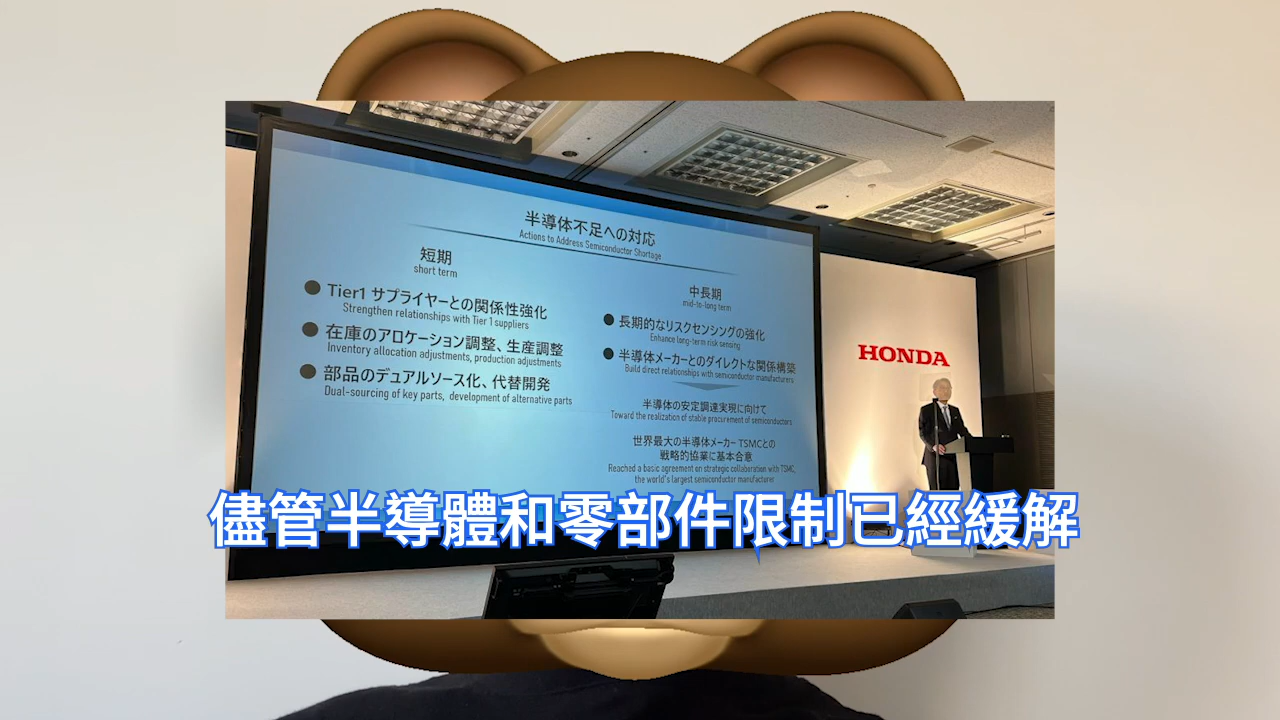 半導体不足への対応
Actions to Address Semiconductor Shortage
短期
short term
● Tier1 サプライヤーとの関係性強化
Strengthen relationships with Tier 1 suppliers
● 在庫のアロケーション調整、生産調整
Inventory allocation adjustments, production adjustments
● 部品のデュアルソース化、代替開発
Dual-sourcing of key parts, development of alternative parts
中長期
mid-to-long term
● 長期的なリスクセンシングの強化
Enhance long-term risk sensing
● 半導体メーカーとのダイレクトな関係構築
Build direct relationships with semiconductor manufacturers
半導体の安定調達実現に向けて
Toward the realization of stable procurement of semiconductors
世界最大の半導体メーカー TSMCとの
戦略的協業に基本合意
Reached a basic agreement on strategic collaboration with TSMC,
the world's largest semiconductor manufacturer
HONDA
儘管半導體和零部件限制已經緩解